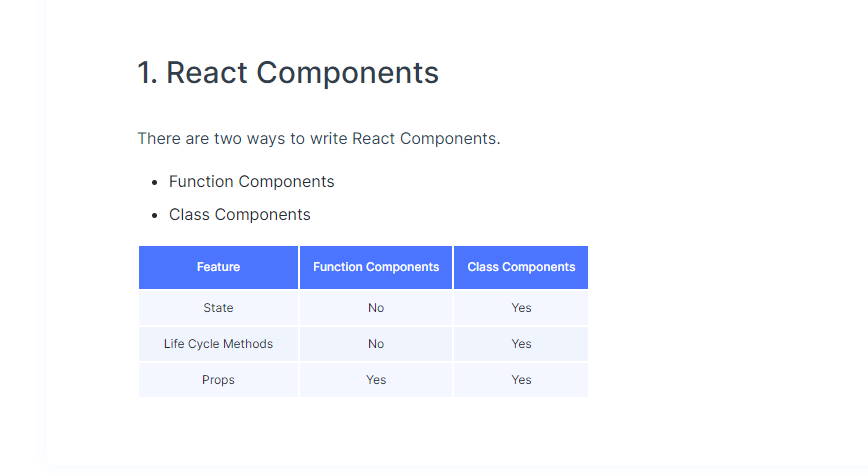 1. React Components
There are two ways to write React Components.
• Function Components
• Class Components
Feature Function Components Class Components
State No Yes
Life Cycle Methods No Yes
Props Yes Yes